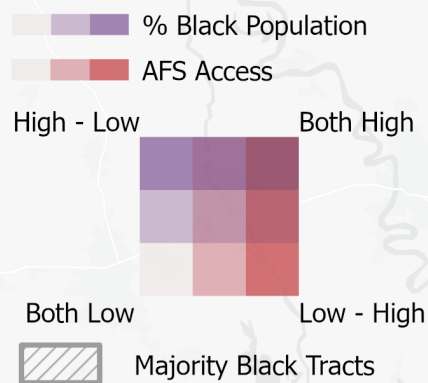 % Black Population
AFS Access
High - Low
Both High
Both Low
Low - High
Majority Black Tracts